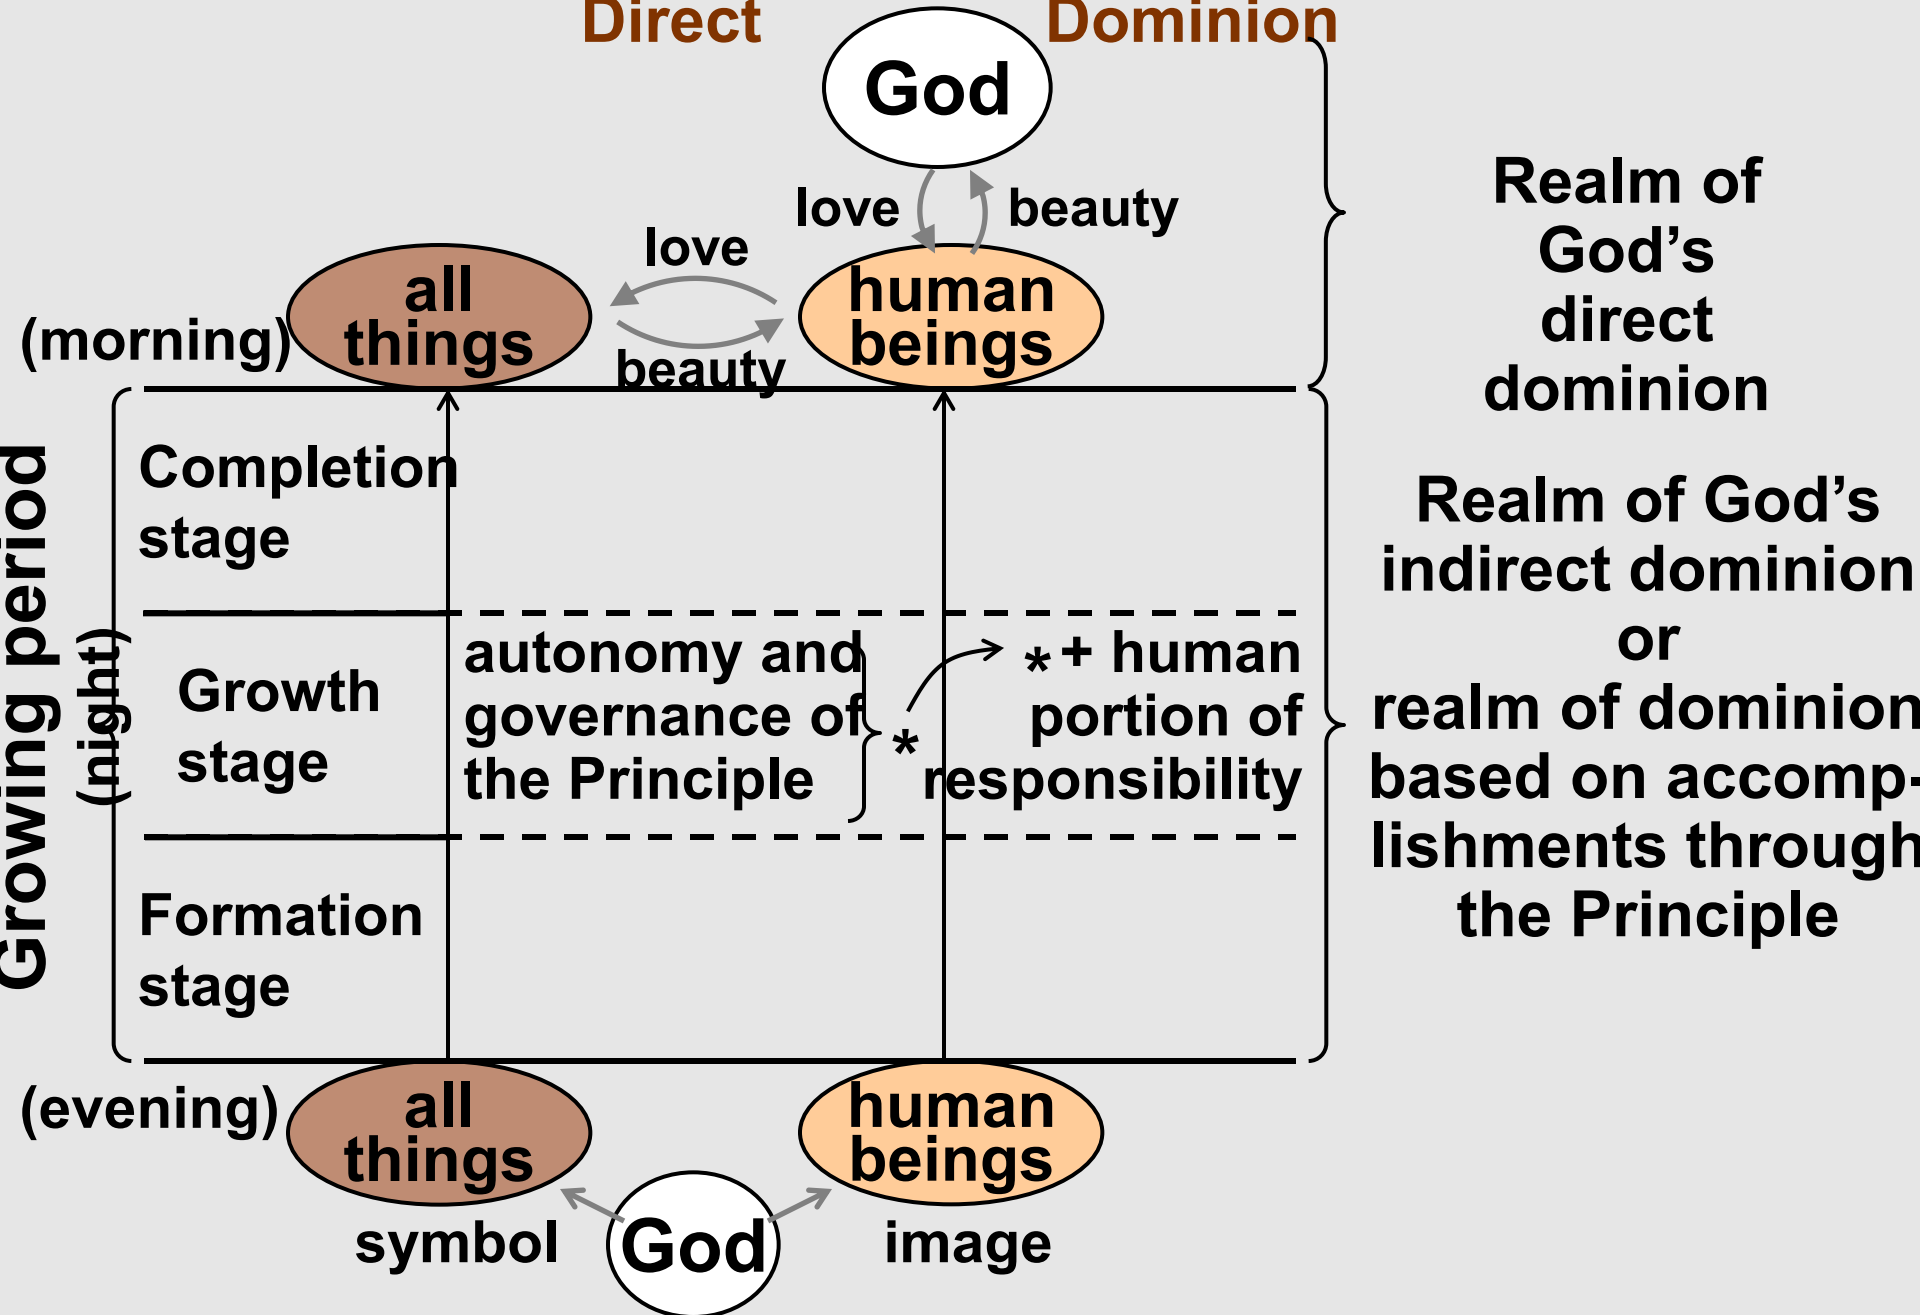 Direct Dominion
God
love beauty
love
all things
human beings
(morning)
beauty
Realm of
God’s
direct
dominion
Growing period
(night)
Completion
stage
Growth
stage
Formation
stage
autonomy and
governance of
the Principle
*
* + human
portion of
responsibility
Realm of God’s
indirect dominion
or
realm of dominion
based on accomp-
lishments through
the Principle
(evening)
all
things
human
beings
symbol
God
image